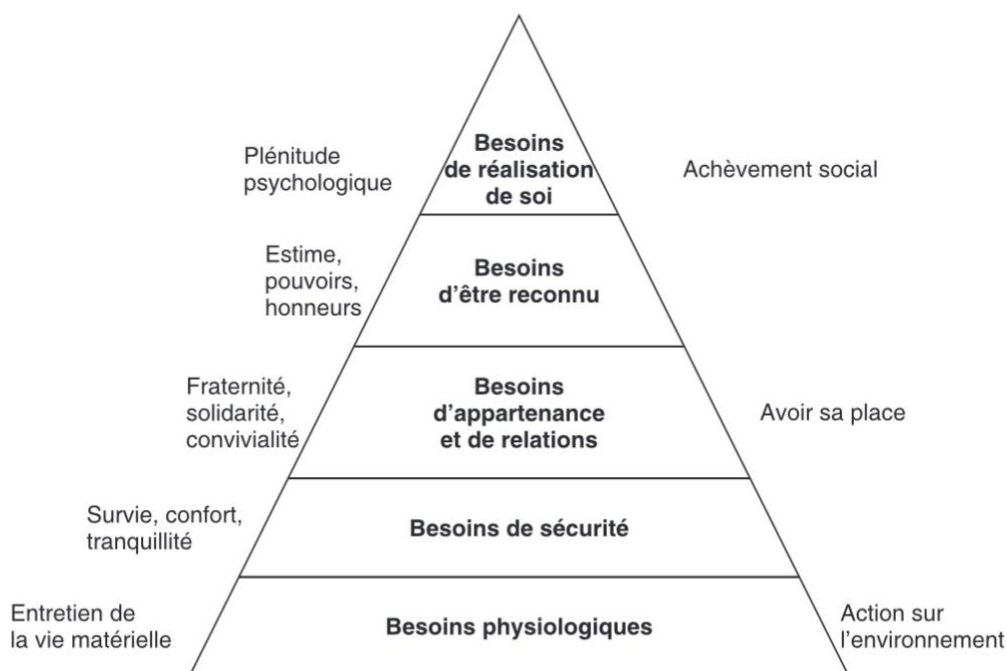 Plénitude
psychologique
Besoins
de réalisation
de soi
Achèvement social
Estime,
pouvoirs,
honneurs
Besoins
d'être reconnu
Fraternité,
solidarité,
convivialité
Besoins
d'appartenance
et de relations
Avoir sa place
Survie, confort,
tranquillité
Besoins de sécurité
Entretien de
la vie matérielle
Besoins physiologiques
Action sur
l'environnement